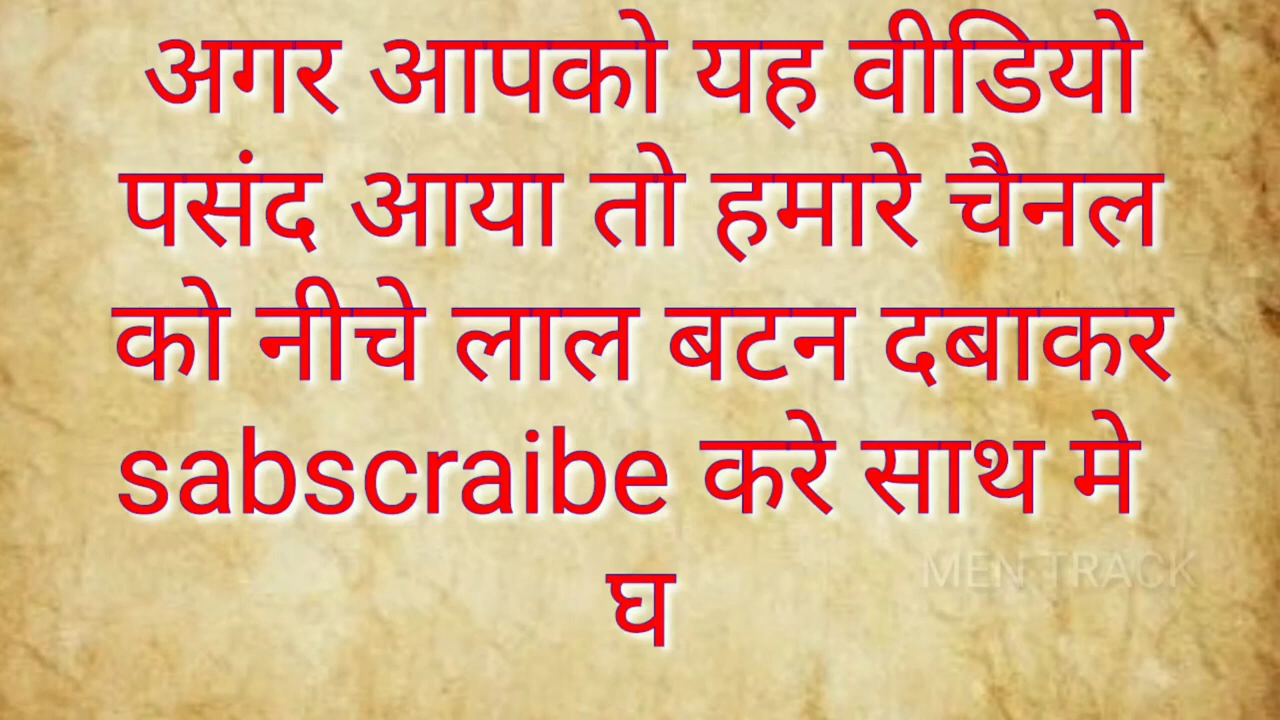 अगर आपको यह वीडियो
पसंद आया तो हमारे चैनल
को नीचे लाल बटन दबाकर
sabscraibe करे साथ मे
घ
MEN TRACK